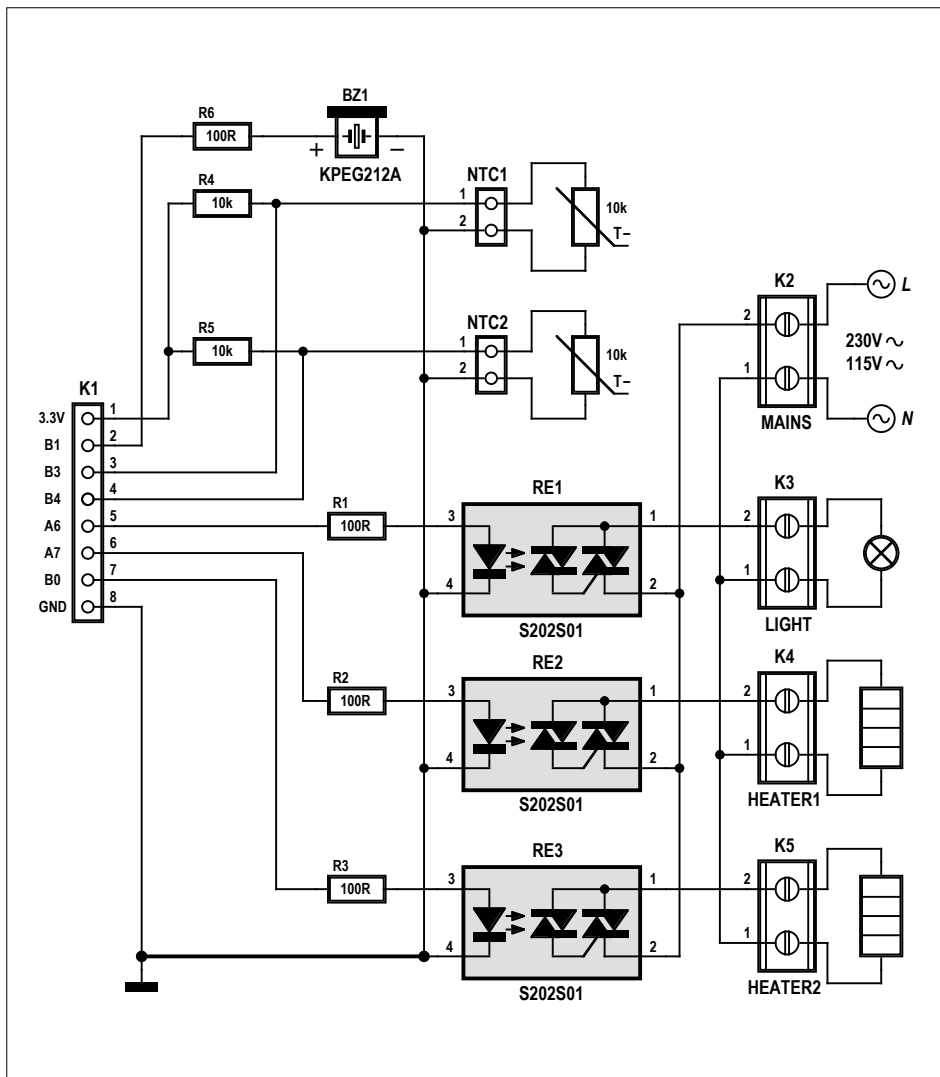 BZ1
R6
100R
+ −
KPEG212A
R4
10k
NTC1
1
2
10k
T−
R5
10k
NTC2
1
2
10k
T−
K2
2
1
L
230V
115V
N
MAINS
K1
3.3V 1
B1 2
B3 3
B4 4
A6 5
A7 6
B0 7
GND 8
R1
100R
RE1
3
4
1
2
S202S01
K3
2
1
LIGHT
R2
100R
RE2
3
4
1
2
S202S01
K4
2
1
HEATER1
R3
100R
RE3
3
4
1
2
S202S01
K5
2
1
HEATER2